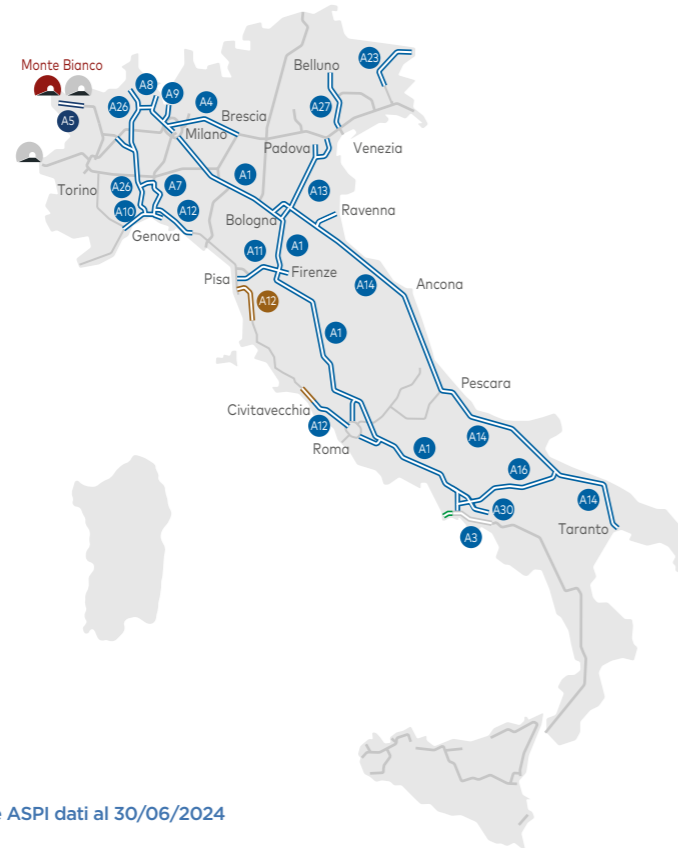 Monte Bianco
A5
A8
A9
A26
A4
Brescia
Milano
Belluno
A23
A27
Padova
Venezia
Torino
A26
A7
A10
A12
Genova
A1
A13
Bologna
Ravenna
A11
A1
Firenze
Pisa
A12
A14
Ancona
A1
Civitavecchia
A12
Roma
Pescara
A14
A1
A16
A14
A30
A3
Taranto
ASPI dati al 30/06/2024